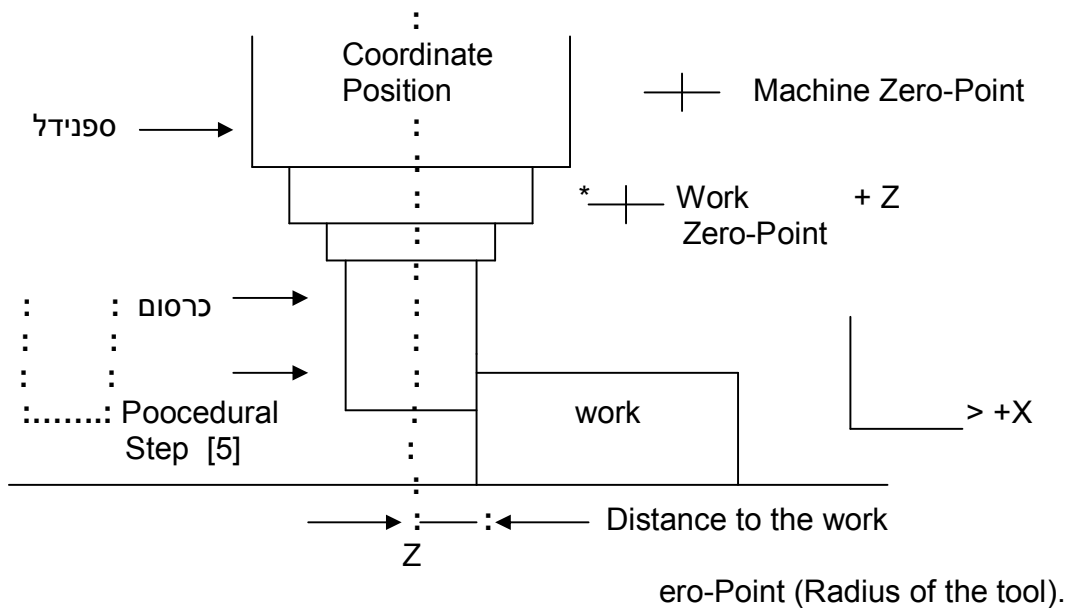 Coordinate
Position
Machine Zero-Point
ספנידל
* Work
Zero-Point
+ Z
כרסום
Poocedural
Step [5]
work
> +X
Distance to the work
Z
ero-Point (Radius of the tool).